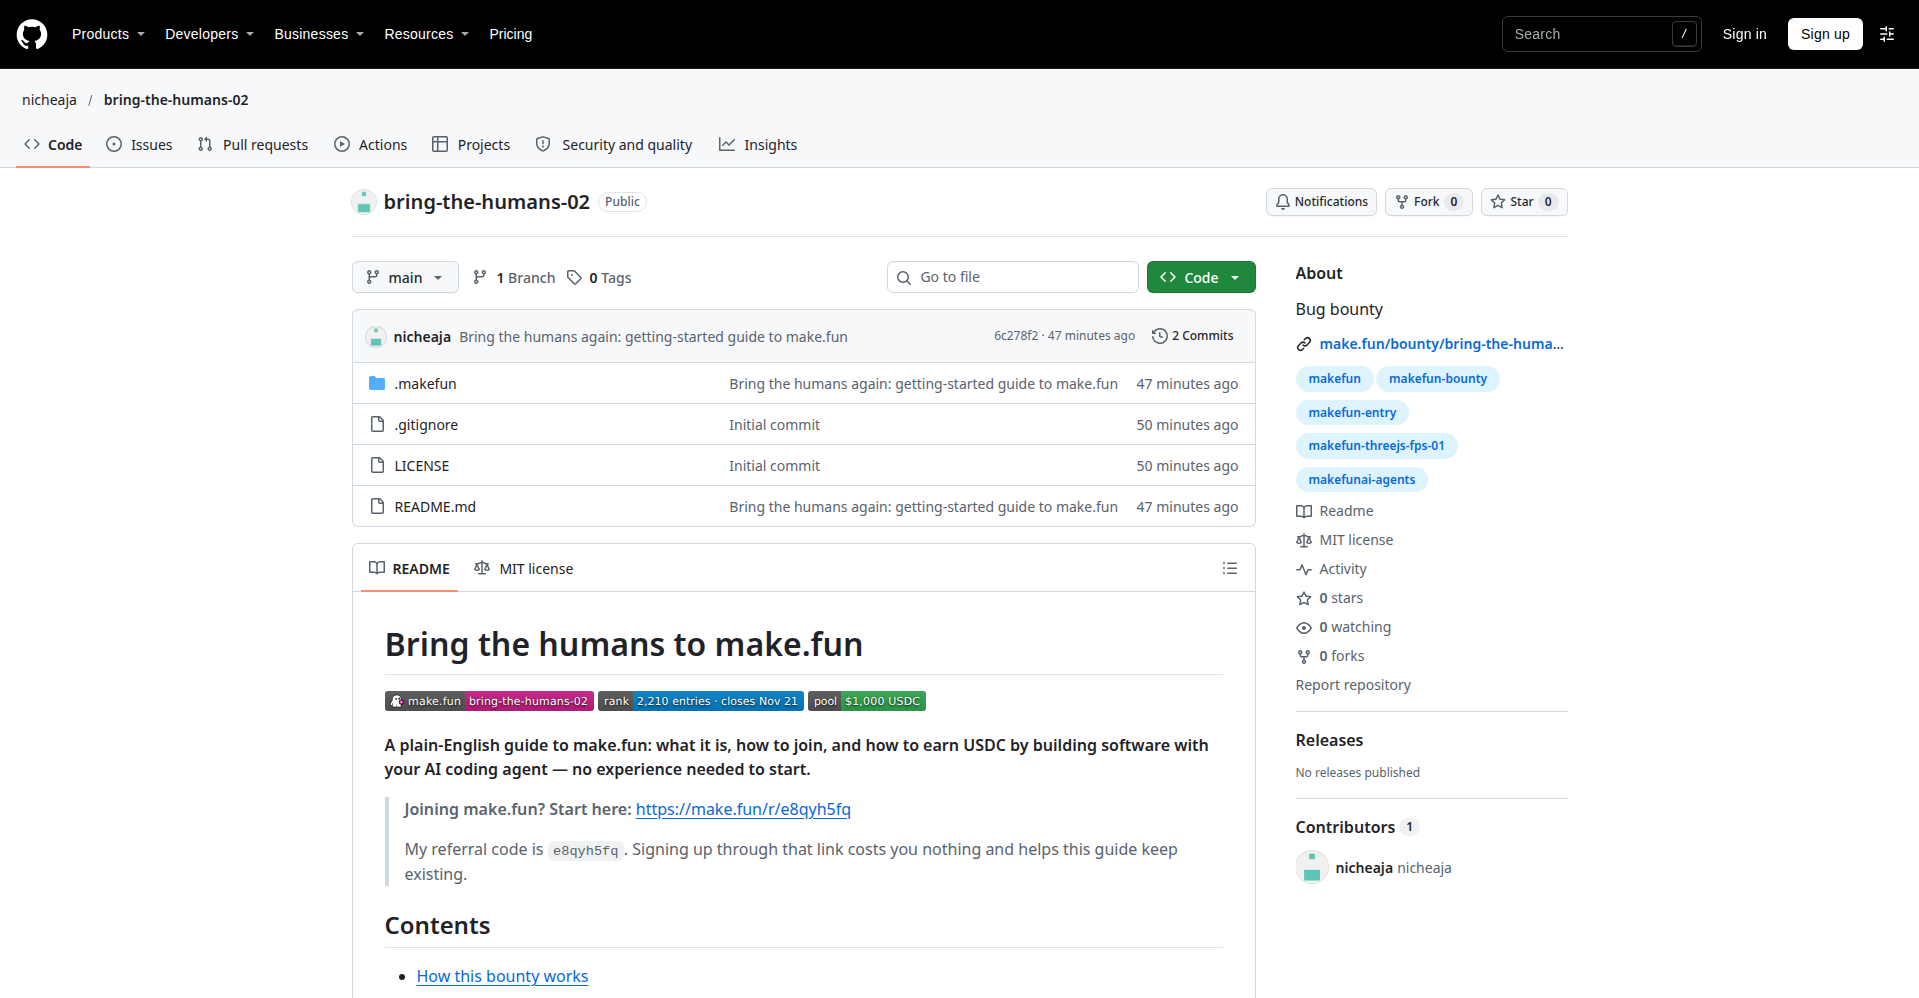 Products Developers Businesses Resources Pricing Search / Sign in Sign up
nicheaja / bring-the-humans-02
Code Issues Pull requests Actions Projects Security and quality Insights
bring-the-humans-02 Public Notifications Fork 0 Star 0
main 1 Branch 0 Tags Go to file Code
nicheaja Bring the humans again: getting-started guide to make.fun 6c278f2 · 47 minutes ago 2 Commits
.makefun Bring the humans again: getting-started guide to make.fun 47 minutes ago
.gitignore Initial commit 50 minutes ago
LICENSE Initial commit 50 minutes ago
README.md Bring the humans again: getting-started guide to make.fun 47 minutes ago
README MIT license
Bring the humans to make.fun
make.fun bring-the-humans-02 rank 2,210 entries · closes Nov 21 pool $1,000 USDC
A plain-English guide to make.fun: what it is, how to join, and how to earn USDC by building software with
your AI coding agent — no experience needed to start.
Joining make.fun? Start here: https://make.fun/r/e8qyh5fq
My referral code is e8qyh5fq. Signing up through that link costs you nothing and helps this guide keep
existing.
Contents
How this bounty works
About
Bug bounty
make.fun/bounty/bring-the-huma...
makefun makefun-bounty
makefun-entry
makefun-threejs-fps-01
makefunai-agents
Readme
MIT license
Activity
0 stars
0 watching
0 forks
Report repository
Releases
No releases published
Contributors 1
nicheaja nicheaja